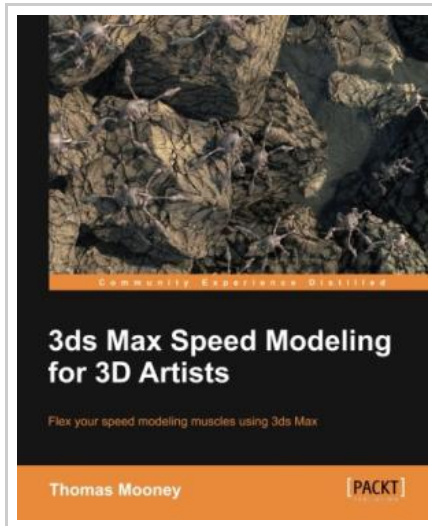 Community Experience Distilled
3ds Max Speed Modeling
for 3D Artists
Flex your speed modeling muscles using 3ds Max
Thomas Mooney
[PACKT]
PUBLISHING